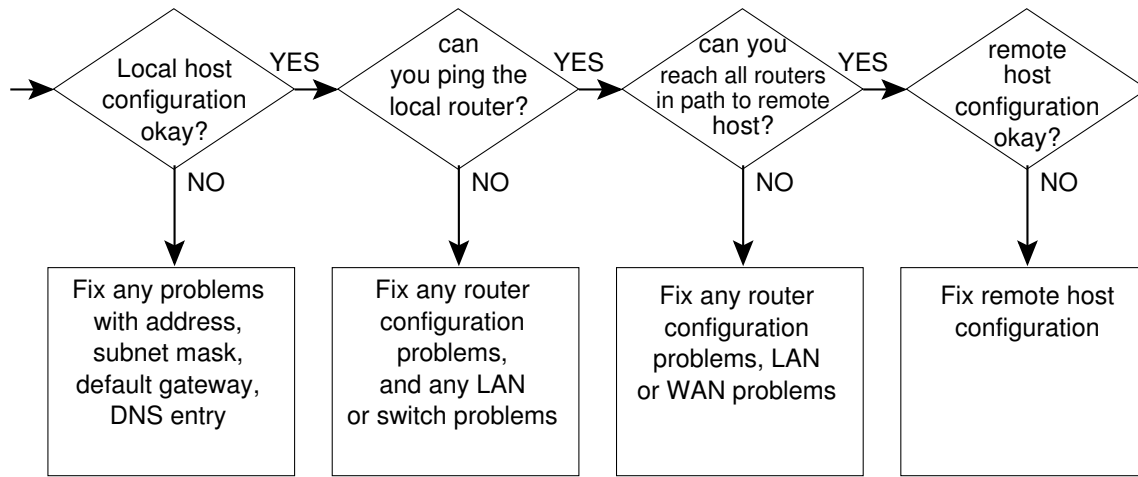 Local host
configuration
okay?
YES
NO
can
you ping the
local router?
YES
NO
can you
reach all routers
in path to remote
host?
YES
NO
remote
host
configuration
okay?
NO
Fix any problems
with address,
subnet mask,
default gateway,
DNS entry
Fix any router
configuration
problems,
and any LAN
or switch problems
Fix any router
configuration
problems, LAN
or WAN problems
Fix remote host
configuration